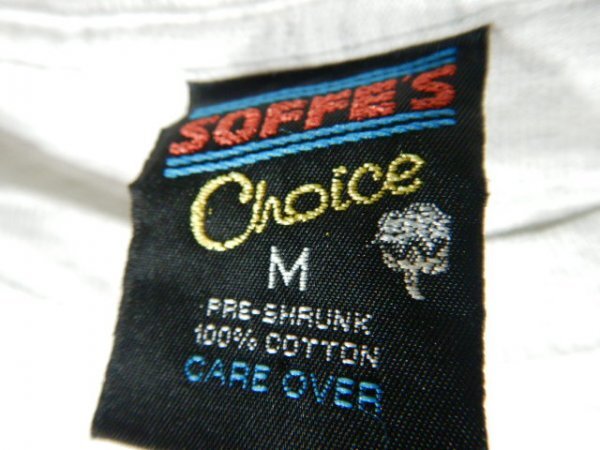 SOFFE'S
Choice
M
PRE-SHRUNK
100% COTTON
CARE OVER